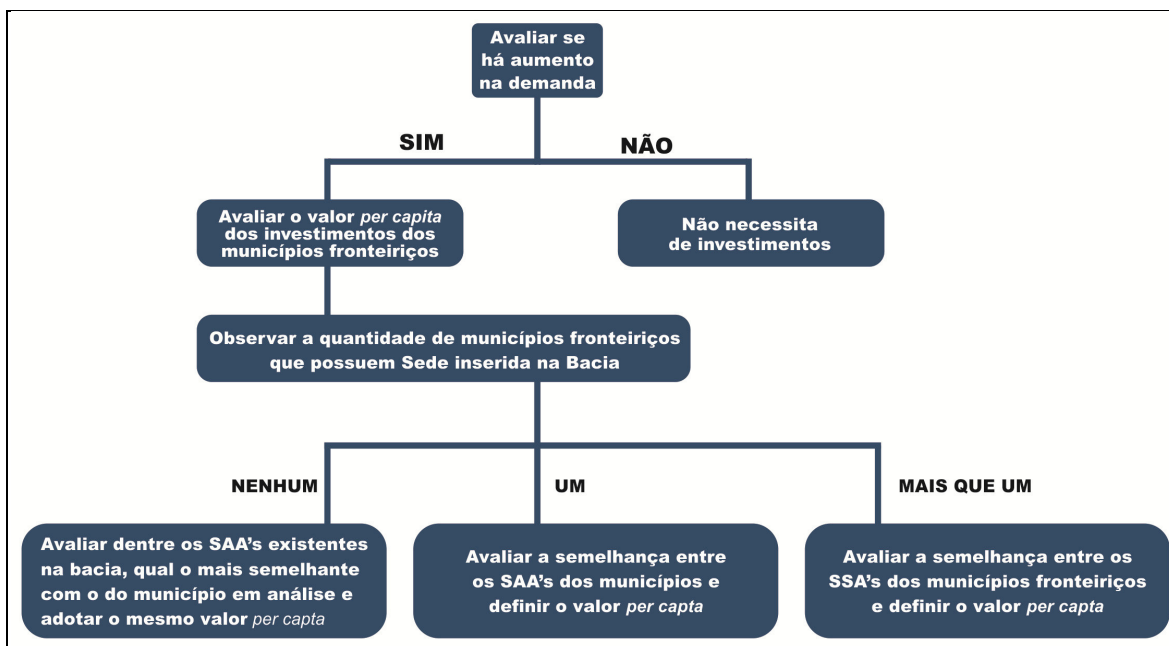 Avaliar se
há aumento
na demanda
SIM
NÃO
Avaliar o valor per capita
dos investimentos dos
municípios fronteiriços
Não necessita
de investimentos
Observar a quantidade de municípios fronteiriços
que possuem Sede inserida na Bacia
NENHUM
UM
MAIS QUE UM
Avaliar dentre os SAA's existentes
na bacia, qual o mais semelhante
com o do município em análise e
adotar o mesmo valor per capta
Avaliar a semelhança entre
os SAA's dos municípios e
definir o valor per capta
Avaliar a semelhança entre os
SSA's dos municípios fronteiriços
e definir o valor per capta